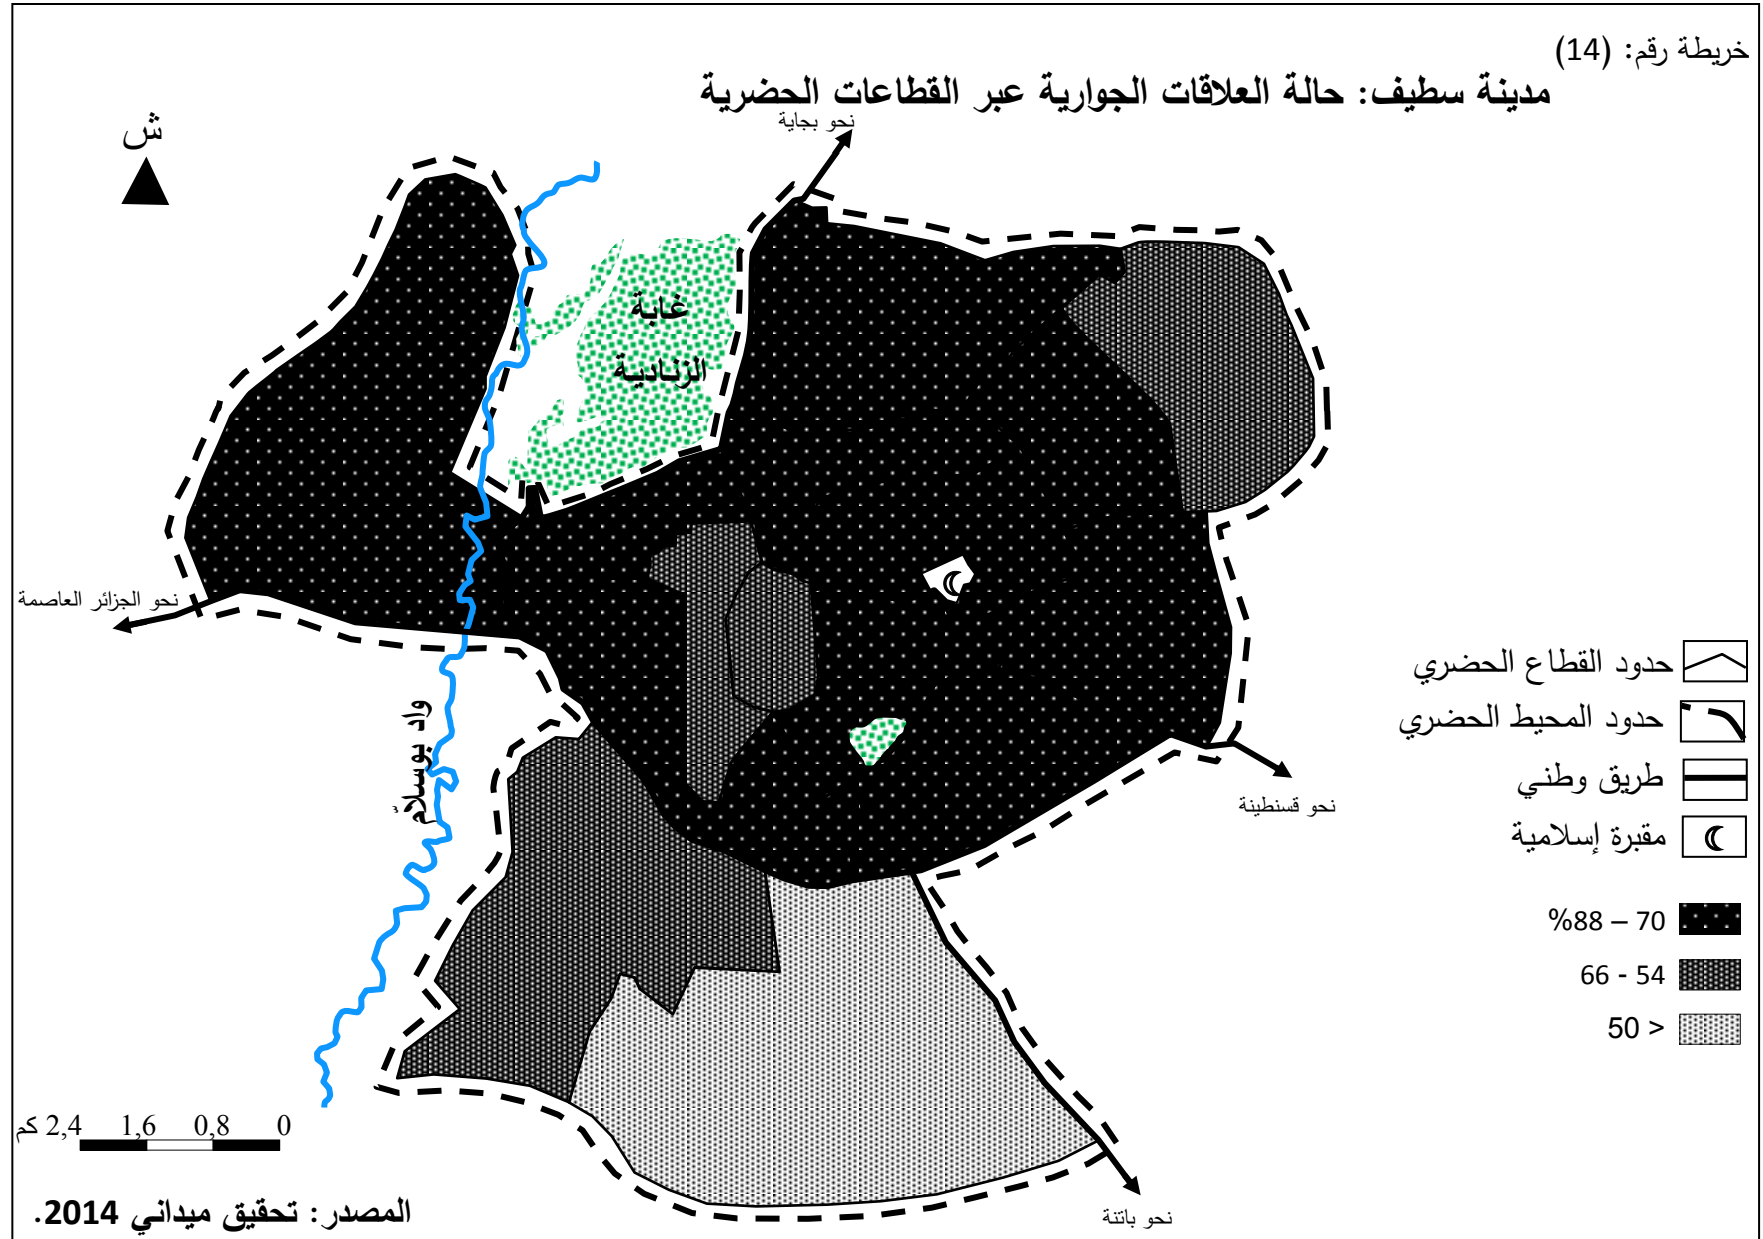 خريطة رقم: (14)
مدينة سطيف: حالة العلاقات الجوارية عبر القطاعات الحضرية
نحو بجاية
ش
غابة
الزنادية
نحو الجزائر العاصمة
واد بوسلام
نحو قسنطينة
نحو باتنة
حدود القطاع الحضري
حدود المحيط الحضري
طريق وطني
مقبرة إسلامية
%88 – 70
66 - 54
50 >
2,4 كم 1,6 0,8 0
المصدر: تحقيق ميداني 2014.